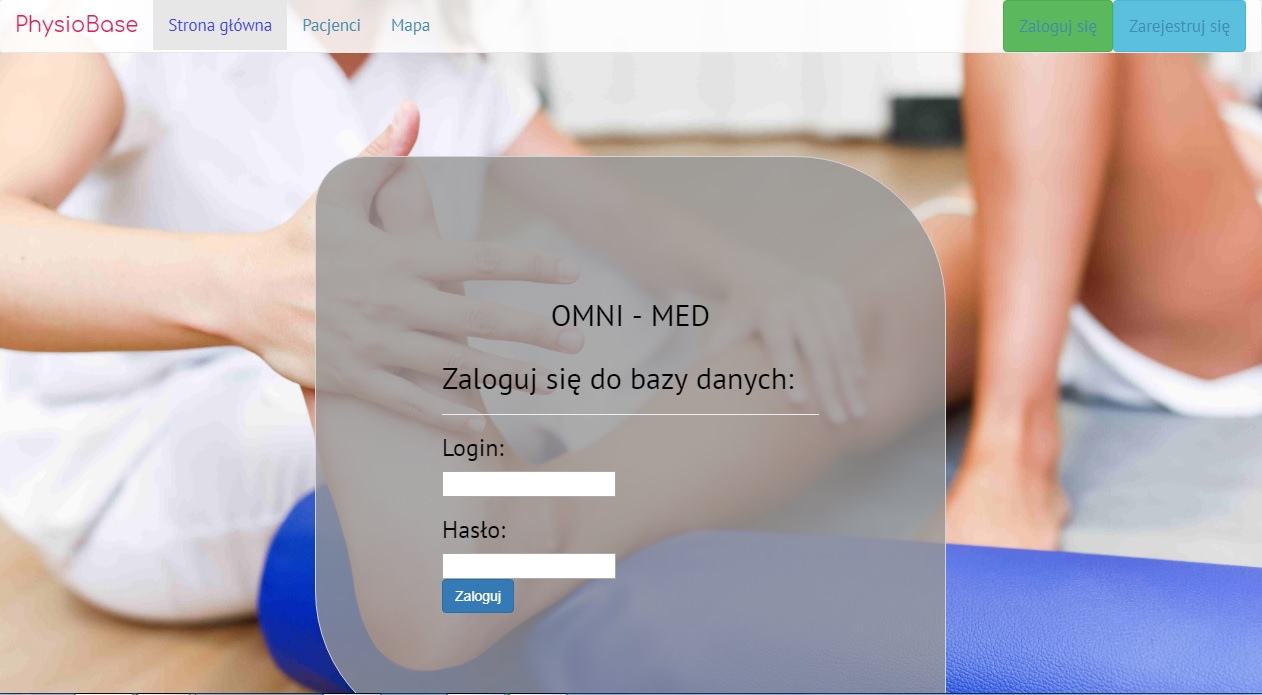 PhysioBase Strona główna Pacjenci Mapa Zaloguj się Zarejestruj się
OMNI - MED
Zaloguj się do bazy danych:
Login:
Hasło:
Zaloguj